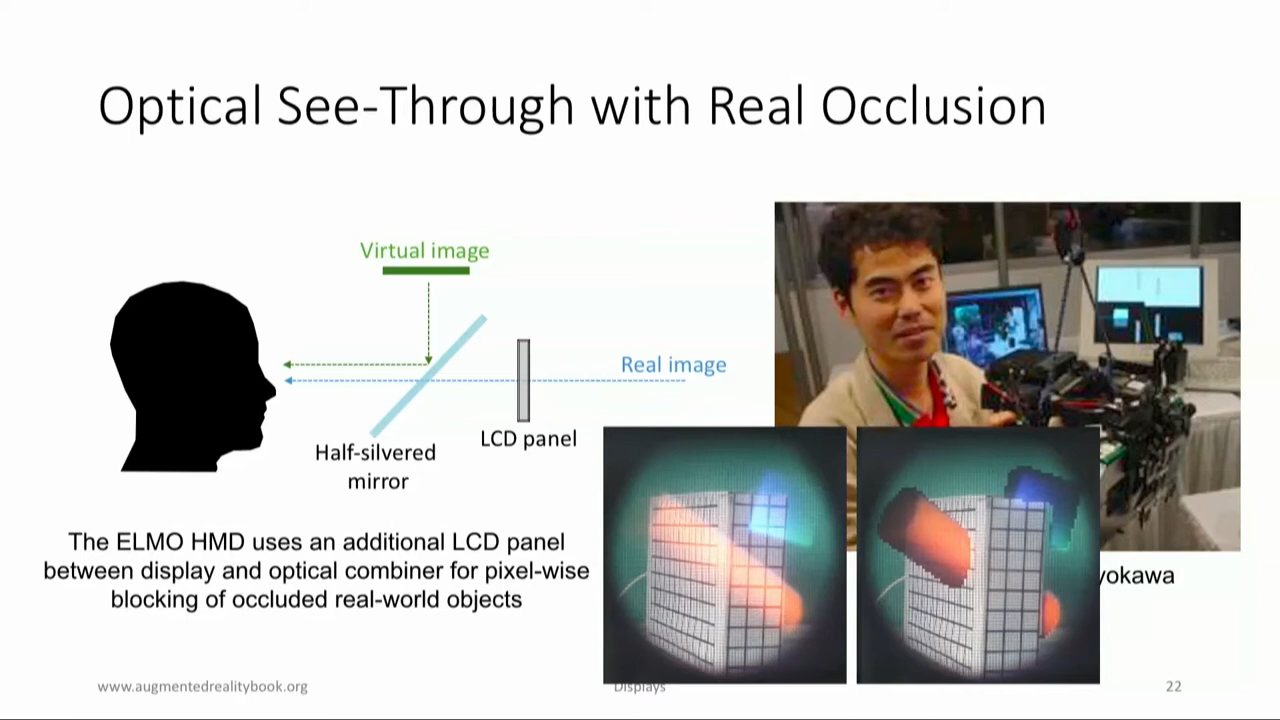 Optical See-Through with Real Occlusion
Virtual image
Real image
LCD panel
Half-silvered
mirror
The ELMO HMD uses an additional LCD panel
between display and optical combiner for pixel-wise
blocking of occluded real-world objects
www.augmentedrealitybook.org
Displays
22